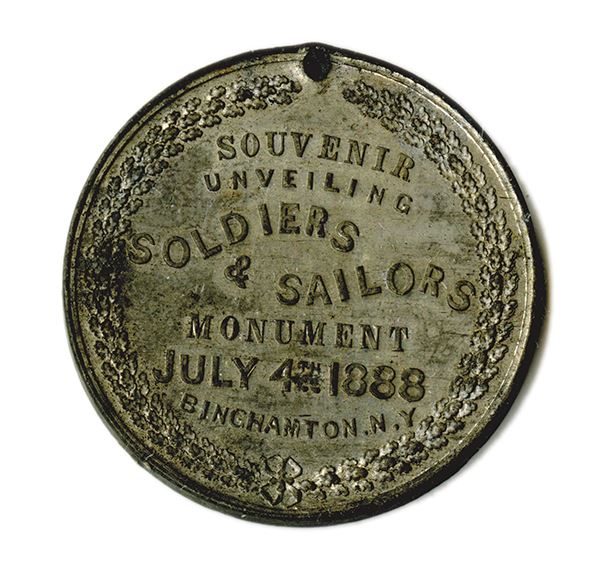 SOUVENIR
UNVEILING
SOLDIERS
& SAILORS
MONUMENT
JULY 4TH 1888
BINGHAMTON.N.Y